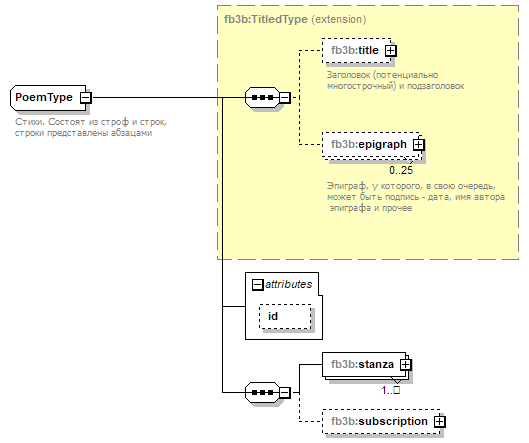 fb3b:TitledType (extension)
fb3b:title
Заголовок (потенциально
многострочный) и подзаголовок
PoemType
Стихи. Состоят из строф и строк,
строки представлены абзацами
fb3b:epigraph
0..25
Эпиграф, у которого, в свою очередь,
может быть подпись - дата, имя автора
эпиграфа и прочее
attributes
id
fb3b:stanza
1..□
fb3b:subscription